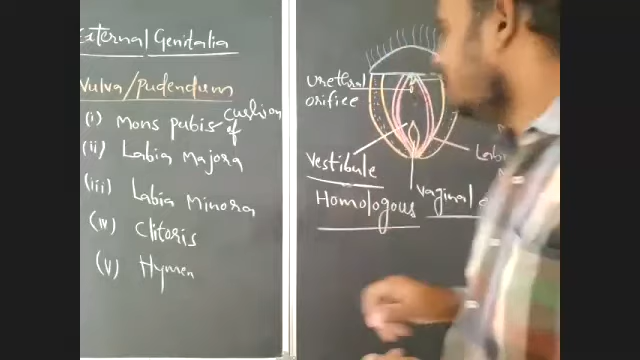 External Genitalia
Vulva/pudendum
(i) Mons pubis cushion of
(ii) Labia Majora
(iii) Labia Minora
(iv) Clitoris
(v) Hymen
Urethral
orifice
Vestibule
Homologous
Vaginal